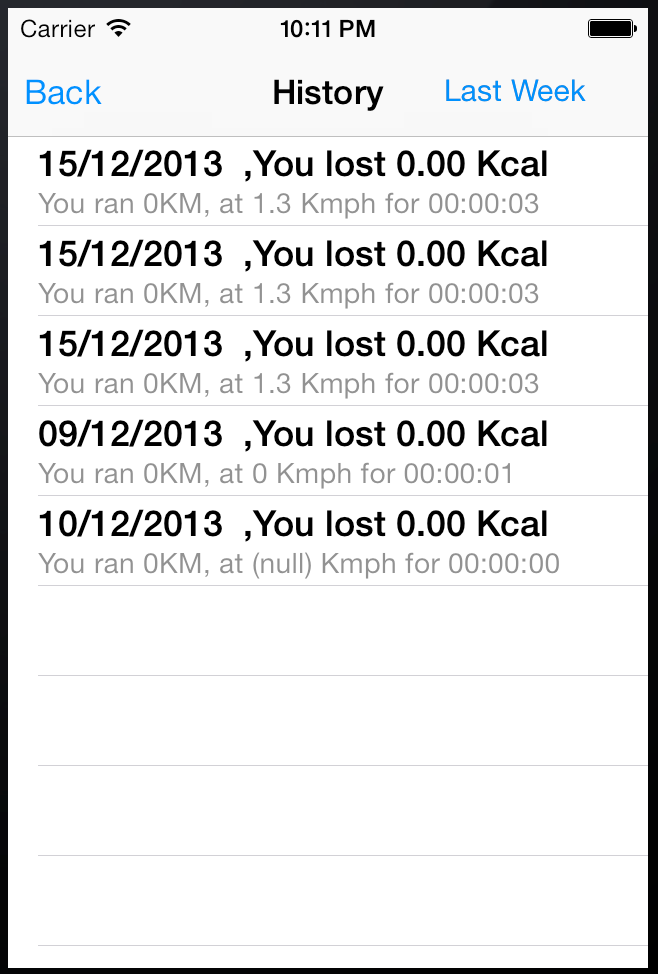 Carrier 10:11 PM
Back History Last Week
15/12/2013  ,You lost 0.00 Kcal
You ran 0KM, at 1.3 Kmph for 00:00:03
15/12/2013  ,You lost 0.00 Kcal
You ran 0KM, at 1.3 Kmph for 00:00:03
15/12/2013  ,You lost 0.00 Kcal
You ran 0KM, at 1.3 Kmph for 00:00:03
09/12/2013  ,You lost 0.00 Kcal
You ran 0KM, at 0 Kmph for 00:00:01
10/12/2013  ,You lost 0.00 Kcal
You ran 0KM, at (null) Kmph for 00:00:00